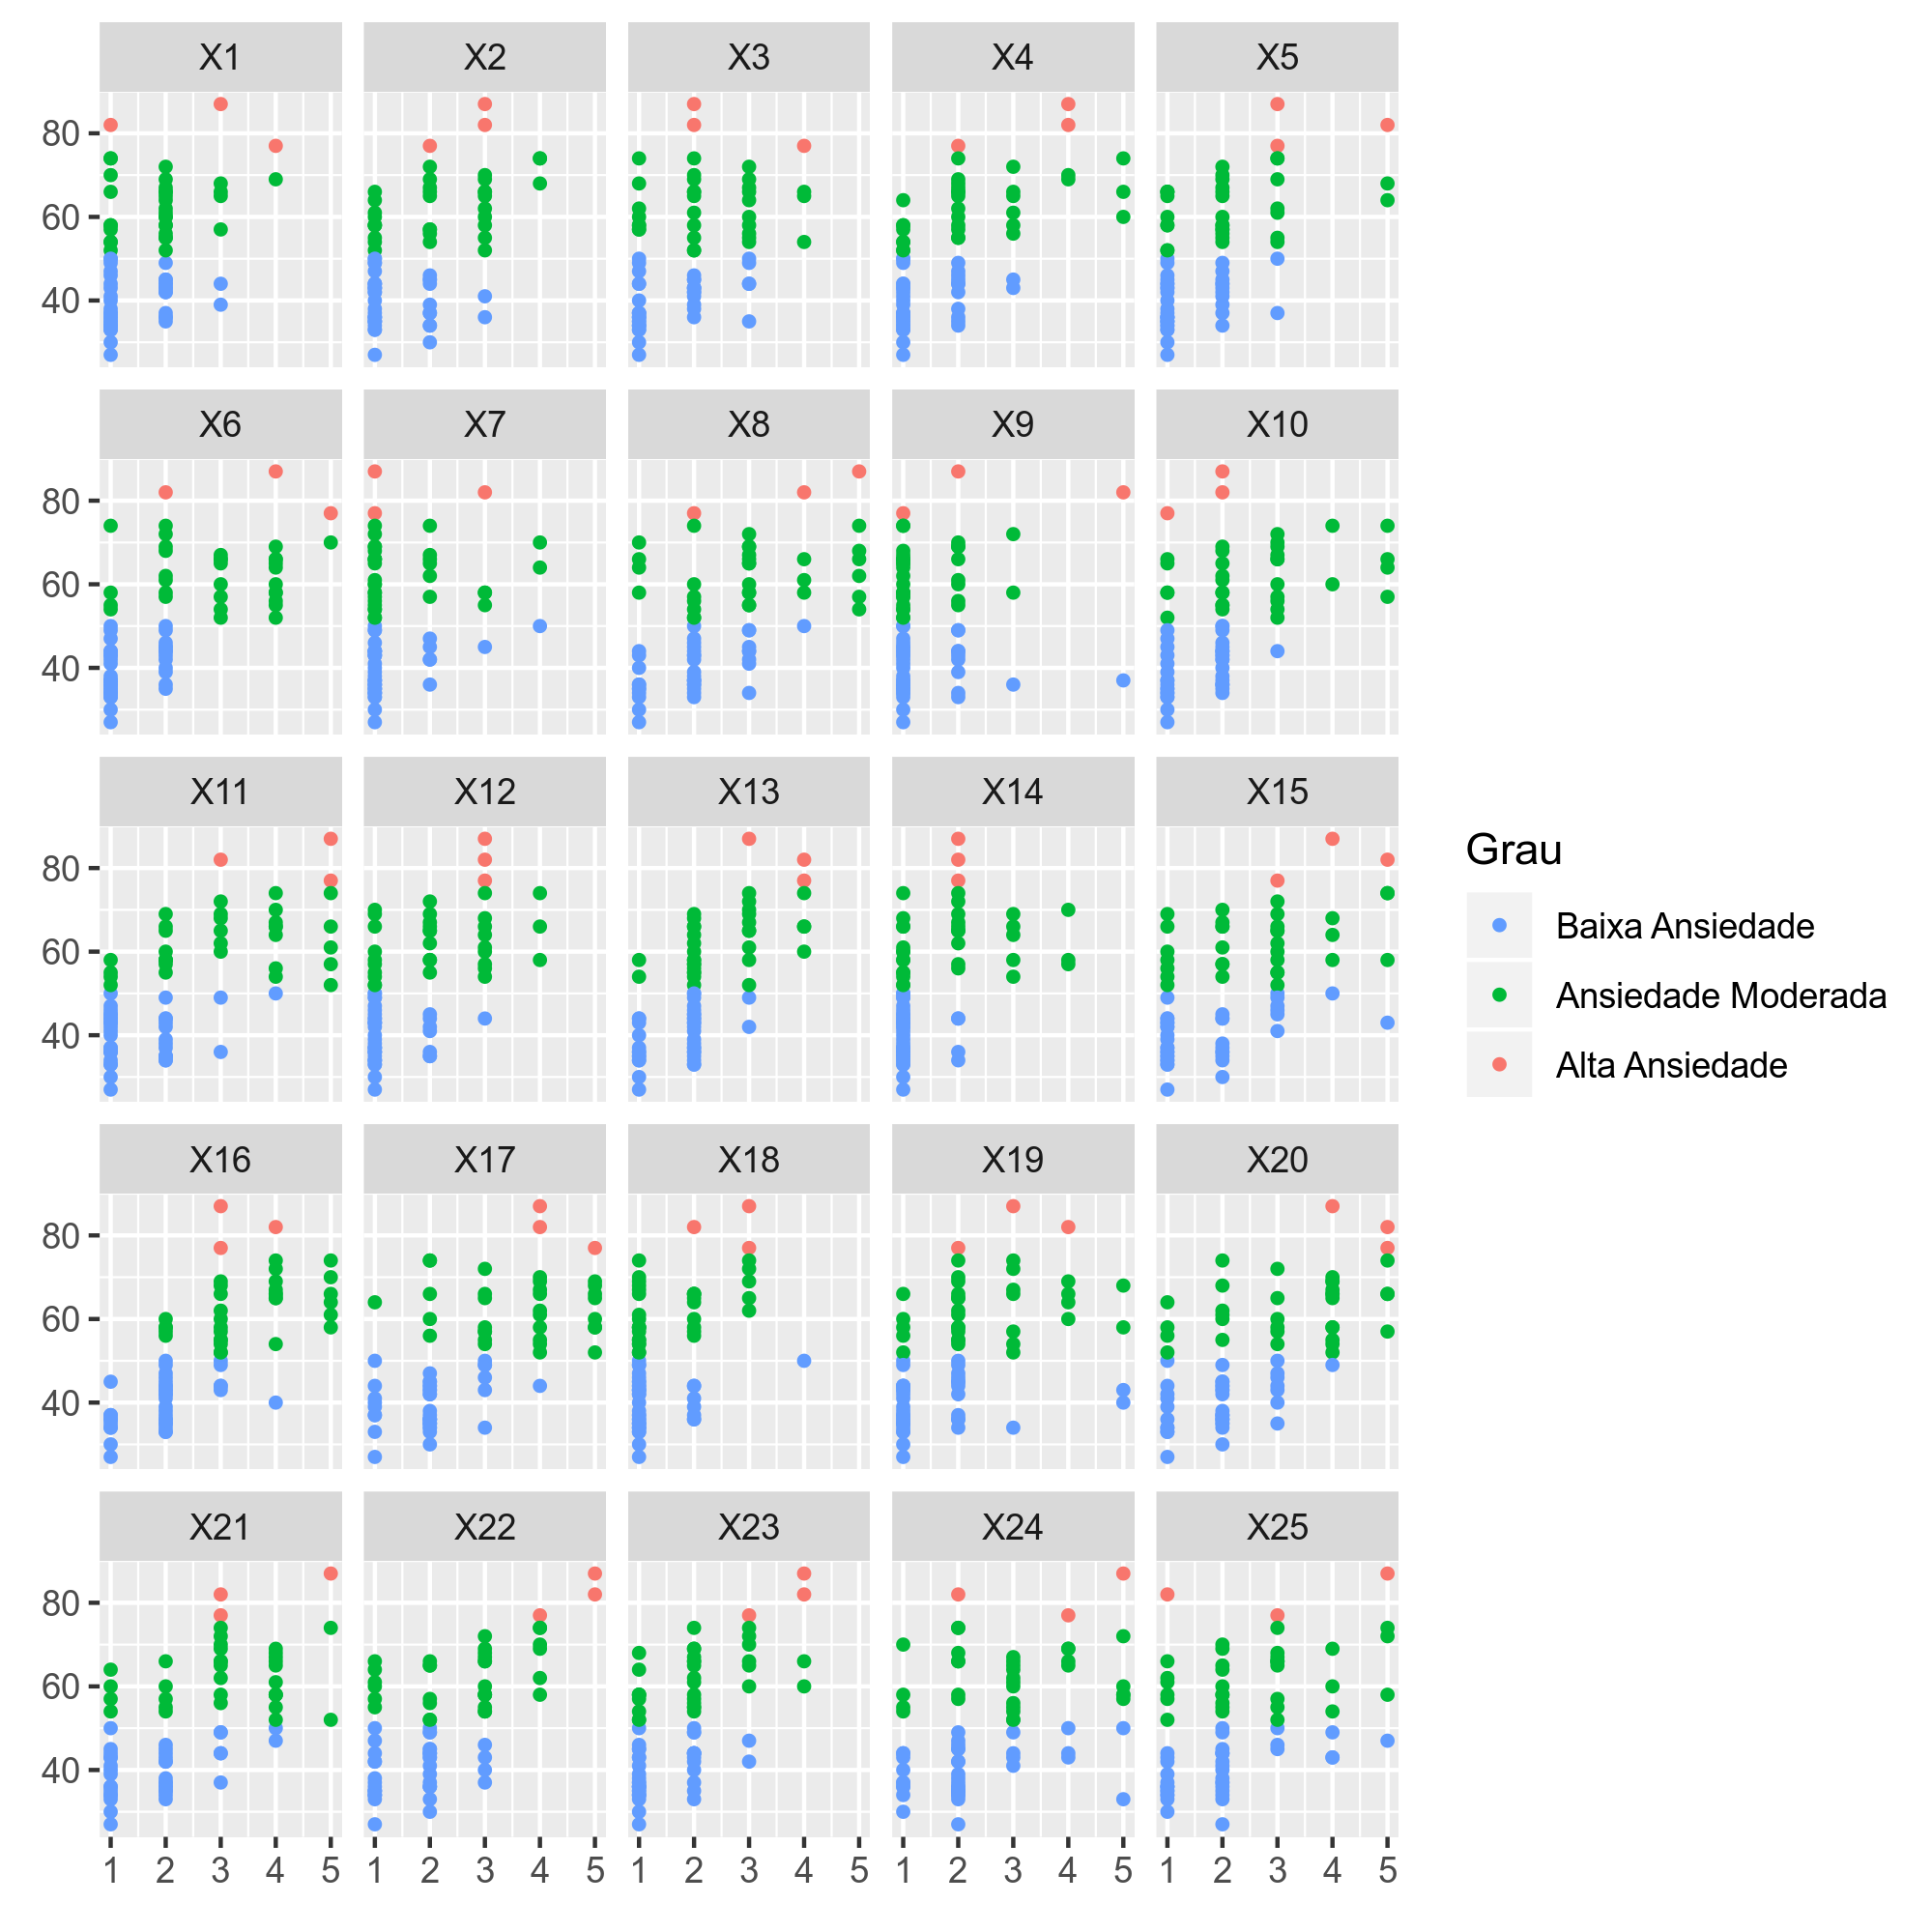 X1 X2 X3 X4 X5
80
60
40
X6 X7 X8 X9 X10
80
60
40
X11 X12 X13 X14 X15
80
60
40
X16 X17 X18 X19 X20
80
60
40
X21 X22 X23 X24 X25
80
60
40
1 2 3 4 5 1 2 3 4 5 1 2 3 4 5 1 2 3 4 5 1 2 3 4 5
Grau
Baixa Ansiedade
Ansiedade Moderada
Alta Ansiedade